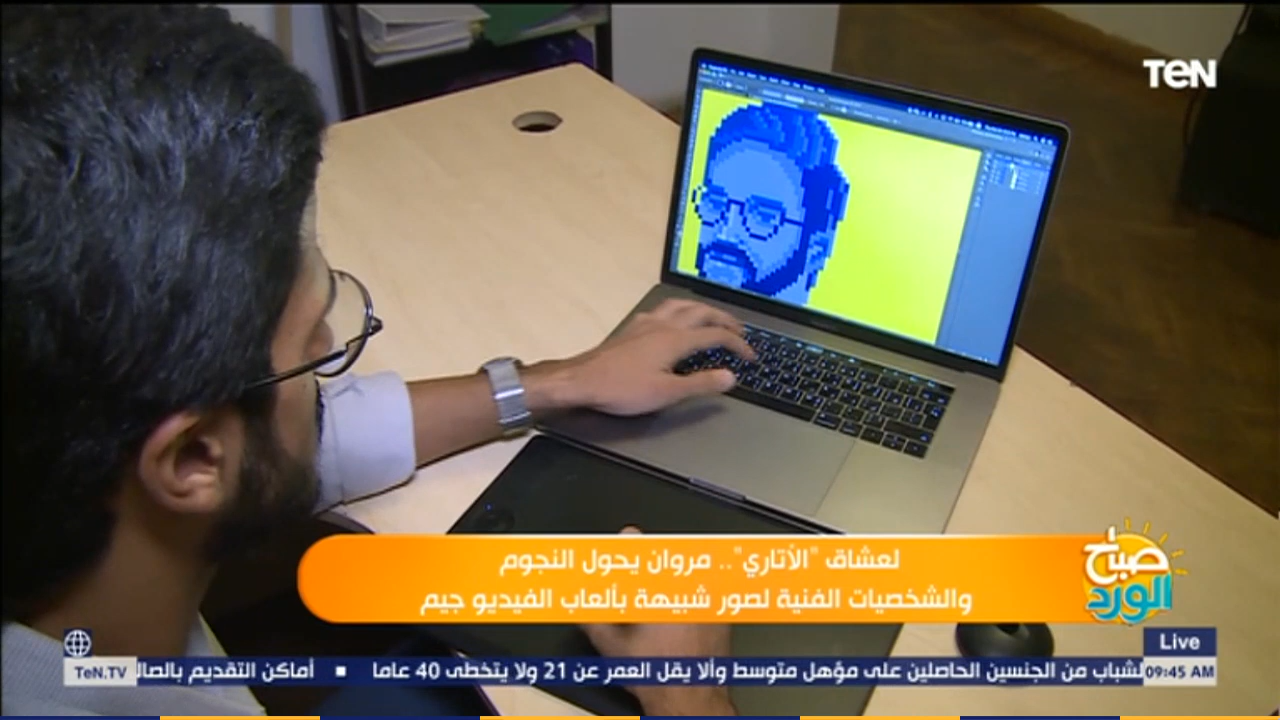 TeN
لعشاق "الأتاري".. مروان يحول النجوم
والشخصيات الفنية لصور شبيهة بألعاب الفيديو جيم
صباح
الورد
Live
09:45 AM
لشباب من الجنسين الحاصلين على مؤهل متوسط وألا يقل العمر عن 21 ولا يتخطى 40 عاما ▪ أماكن التقديم بالصال
TeN.TV